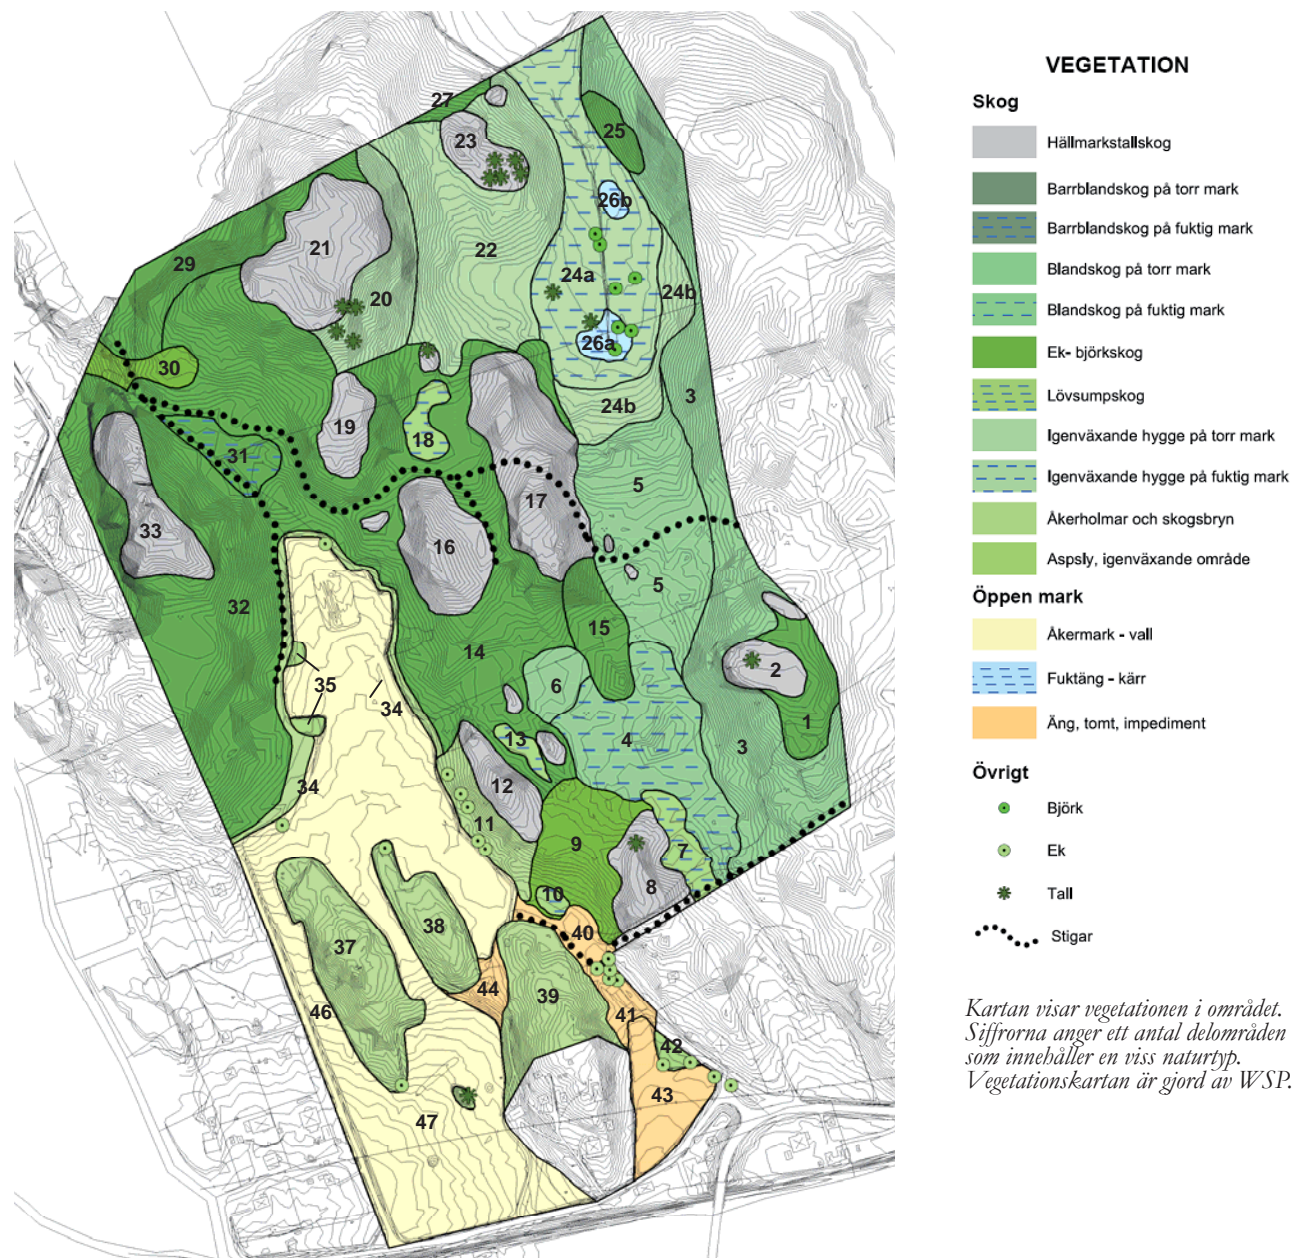 VEGETATION
Skog
Hällmarkstallskog
Barrblandskog på torr mark
Barrblandskog på fuktig mark
Blandskog på torr mark
Blandskog på fuktig mark
Ek- björkskog
Lövsumpskog
Igenväxande hygge på torr mark
Igenväxande hygge på fuktig mark
Åkerholmar och skogsbryn
Aspsly, igenväxande område
Öppen mark
Åkermark - vall
Fuktäng - kärr
Äng, tomt, impediment
Övrigt
Björk
Ek
Tall
Stigar
Kartan visar vegetationen i området.
Siffrorna anger ett antal delområden
som innehåller en viss naturtyp.
Vegetationskartan är gjord av WSP.
27
25
23
26b
21
22
29
24a
20
24b
26a
30
3
24b
19
18
31
5
17
33
16
5
32
15
14
2
35
6
34
1
13
4
3
12
34
11
9
7
8
10
38
40
37
44
39
46
41
42
43
47